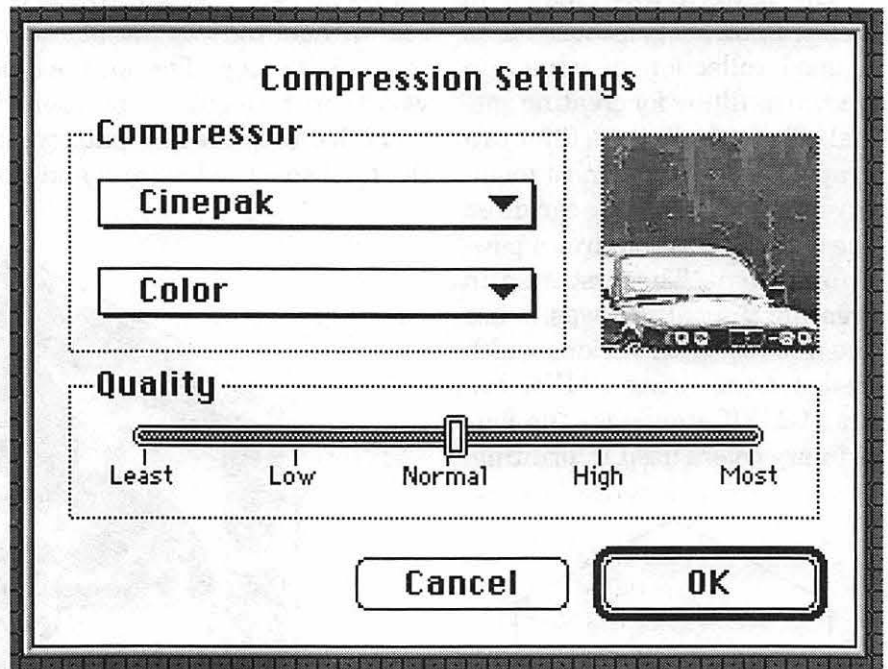 Compression Settings
Compressor
Cinepak
Color
Quality
Least Low Normal High Most
Cancel OK